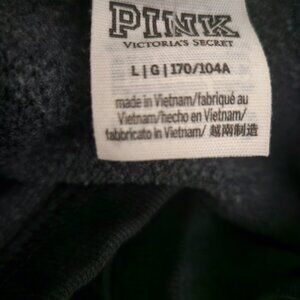 PINK
VICTORIA'S SECRET
L|G|170/104A
made in Vietnam/fabriqué au
Vietnam/hecho en Vietnam/
fabbricato in Vietnam/ 越南制造